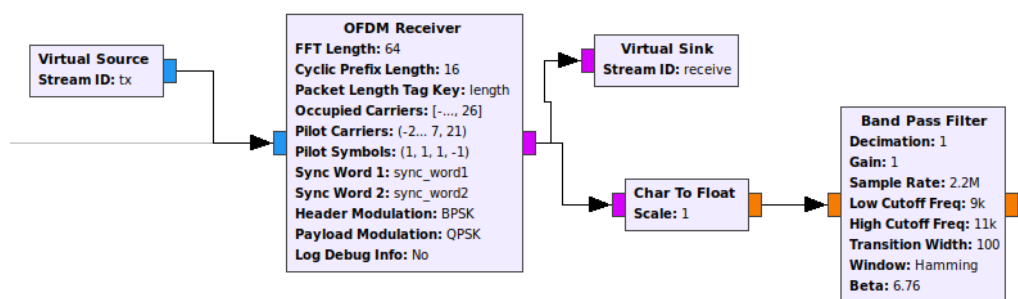 Virtual Source
Stream ID: tx
OFDM Receiver
FFT Length: 64
Cyclic Prefix Length: 16
Packet Length Tag Key: length
Occupied Carriers: [-..., 26]
Pilot Carriers: (-2... 7, 21)
Pilot Symbols: (1, 1, 1, -1)
Sync Word 1: sync_word1
Sync Word 2: sync_word2
Header Modulation: BPSK
Payload Modulation: QPSK
Log Debug Info: No
Virtual Sink
Stream ID: receive
Char To Float
Scale: 1
Band Pass Filter
Decimation: 1
Gain: 1
Sample Rate: 2.2M
Low Cutoff Freq: 9k
High Cutoff Freq: 11k
Transition Width: 100
Window: Hamming
Beta: 6.76